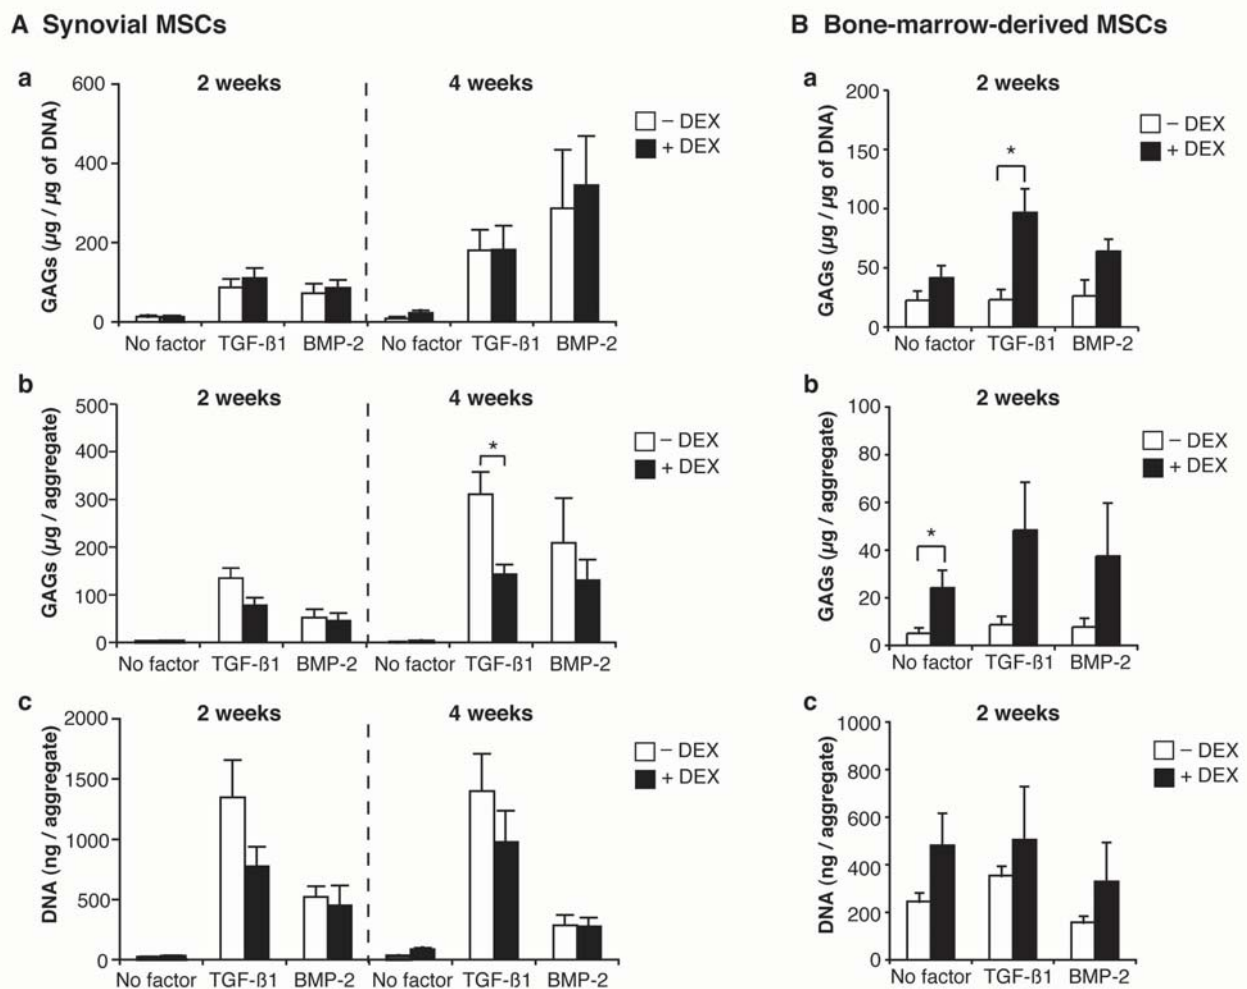 A Synovial MSCs
a
2 weeks
4 weeks
GAGs (µg / µg of DNA)
600
400
200
0
No factor TGF-ß1 BMP-2 No factor TGF-ß1 BMP-2
– DEX
+ DEX
b
2 weeks
4 weeks
GAGs (µg / aggregate)
500
400
300
200
100
0
*
No factor TGF-ß1 BMP-2 No factor TGF-ß1 BMP-2
– DEX
+ DEX
c
2 weeks
4 weeks
DNA (ng / aggregate)
2000
1500
1000
500
0
No factor TGF-ß1 BMP-2 No factor TGF-ß1 BMP-2
– DEX
+ DEX
B Bone-marrow-derived MSCs
a
2 weeks
GAGs (µg / µg of DNA)
200
150
100
50
0
*
No factor TGF-ß1 BMP-2
– DEX
+ DEX
b
2 weeks
GAGs (µg / aggregate)
100
80
60
40
20
0
*
No factor TGF-ß1 BMP-2
– DEX
+ DEX
c
2 weeks
DNA (ng / aggregate)
1000
800
600
400
200
0
No factor TGF-ß1 BMP-2
– DEX
+ DEX